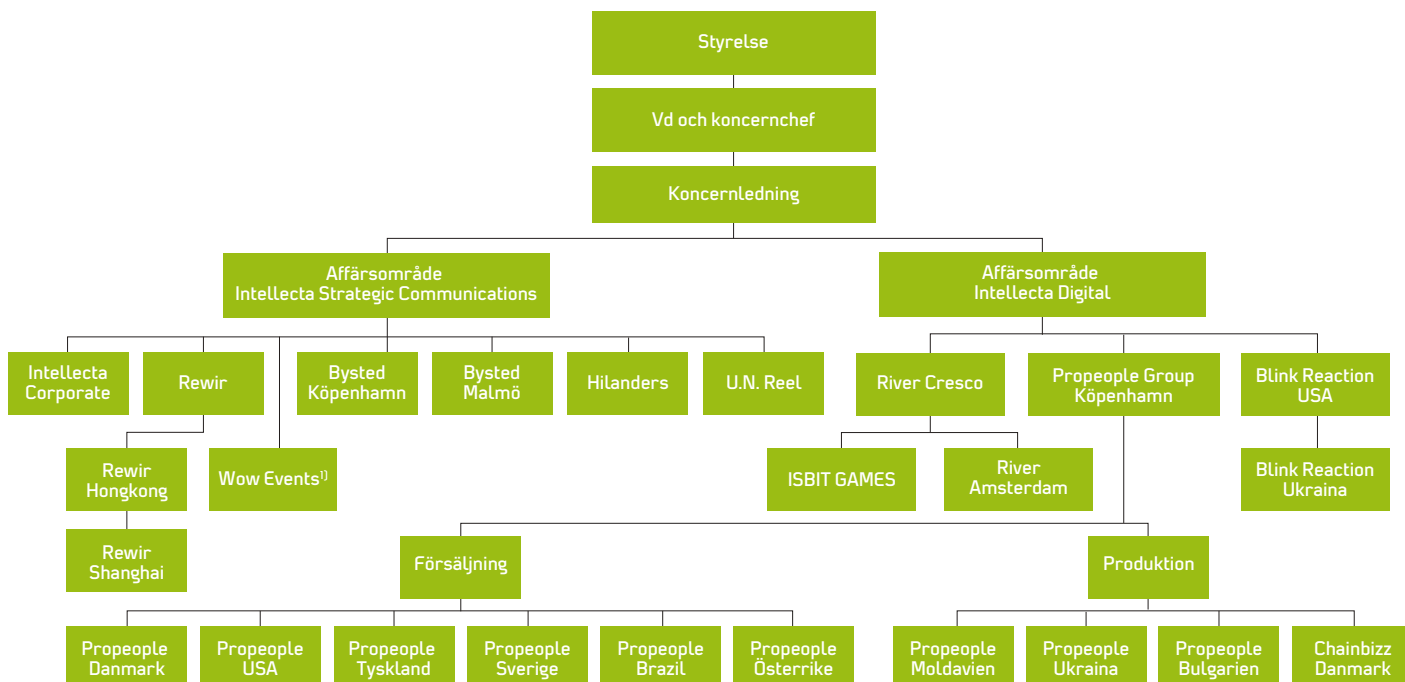 Styrelse
Vd och koncernchef
Koncernledning
Affärsområde
Intellecta Strategic Communications
Affärsområde
Intellecta Digital
Intellecta
Corporate
Rewir
Bysted
Köpenhamn
Bysted
Malmö
Hilanders
U.N. Reel
River Cresco
Propeople Group
Köpenhamn
Blink Reaction
USA
Rewir
Hongkong
Wow Events¹⁾
ISBIT GAMES
River
Amsterdam
Blink Reaction
Ukraina
Rewir
Shanghai
Försäljning
Produktion
Propeople
Danmark
Propeople
USA
Propeople
Tyskland
Propeople
Sverige
Propeople
Brazil
Propeople
Österrike
Propeople
Moldavien
Propeople
Ukraina
Propeople
Bulgarien
Chainbizz
Danmark